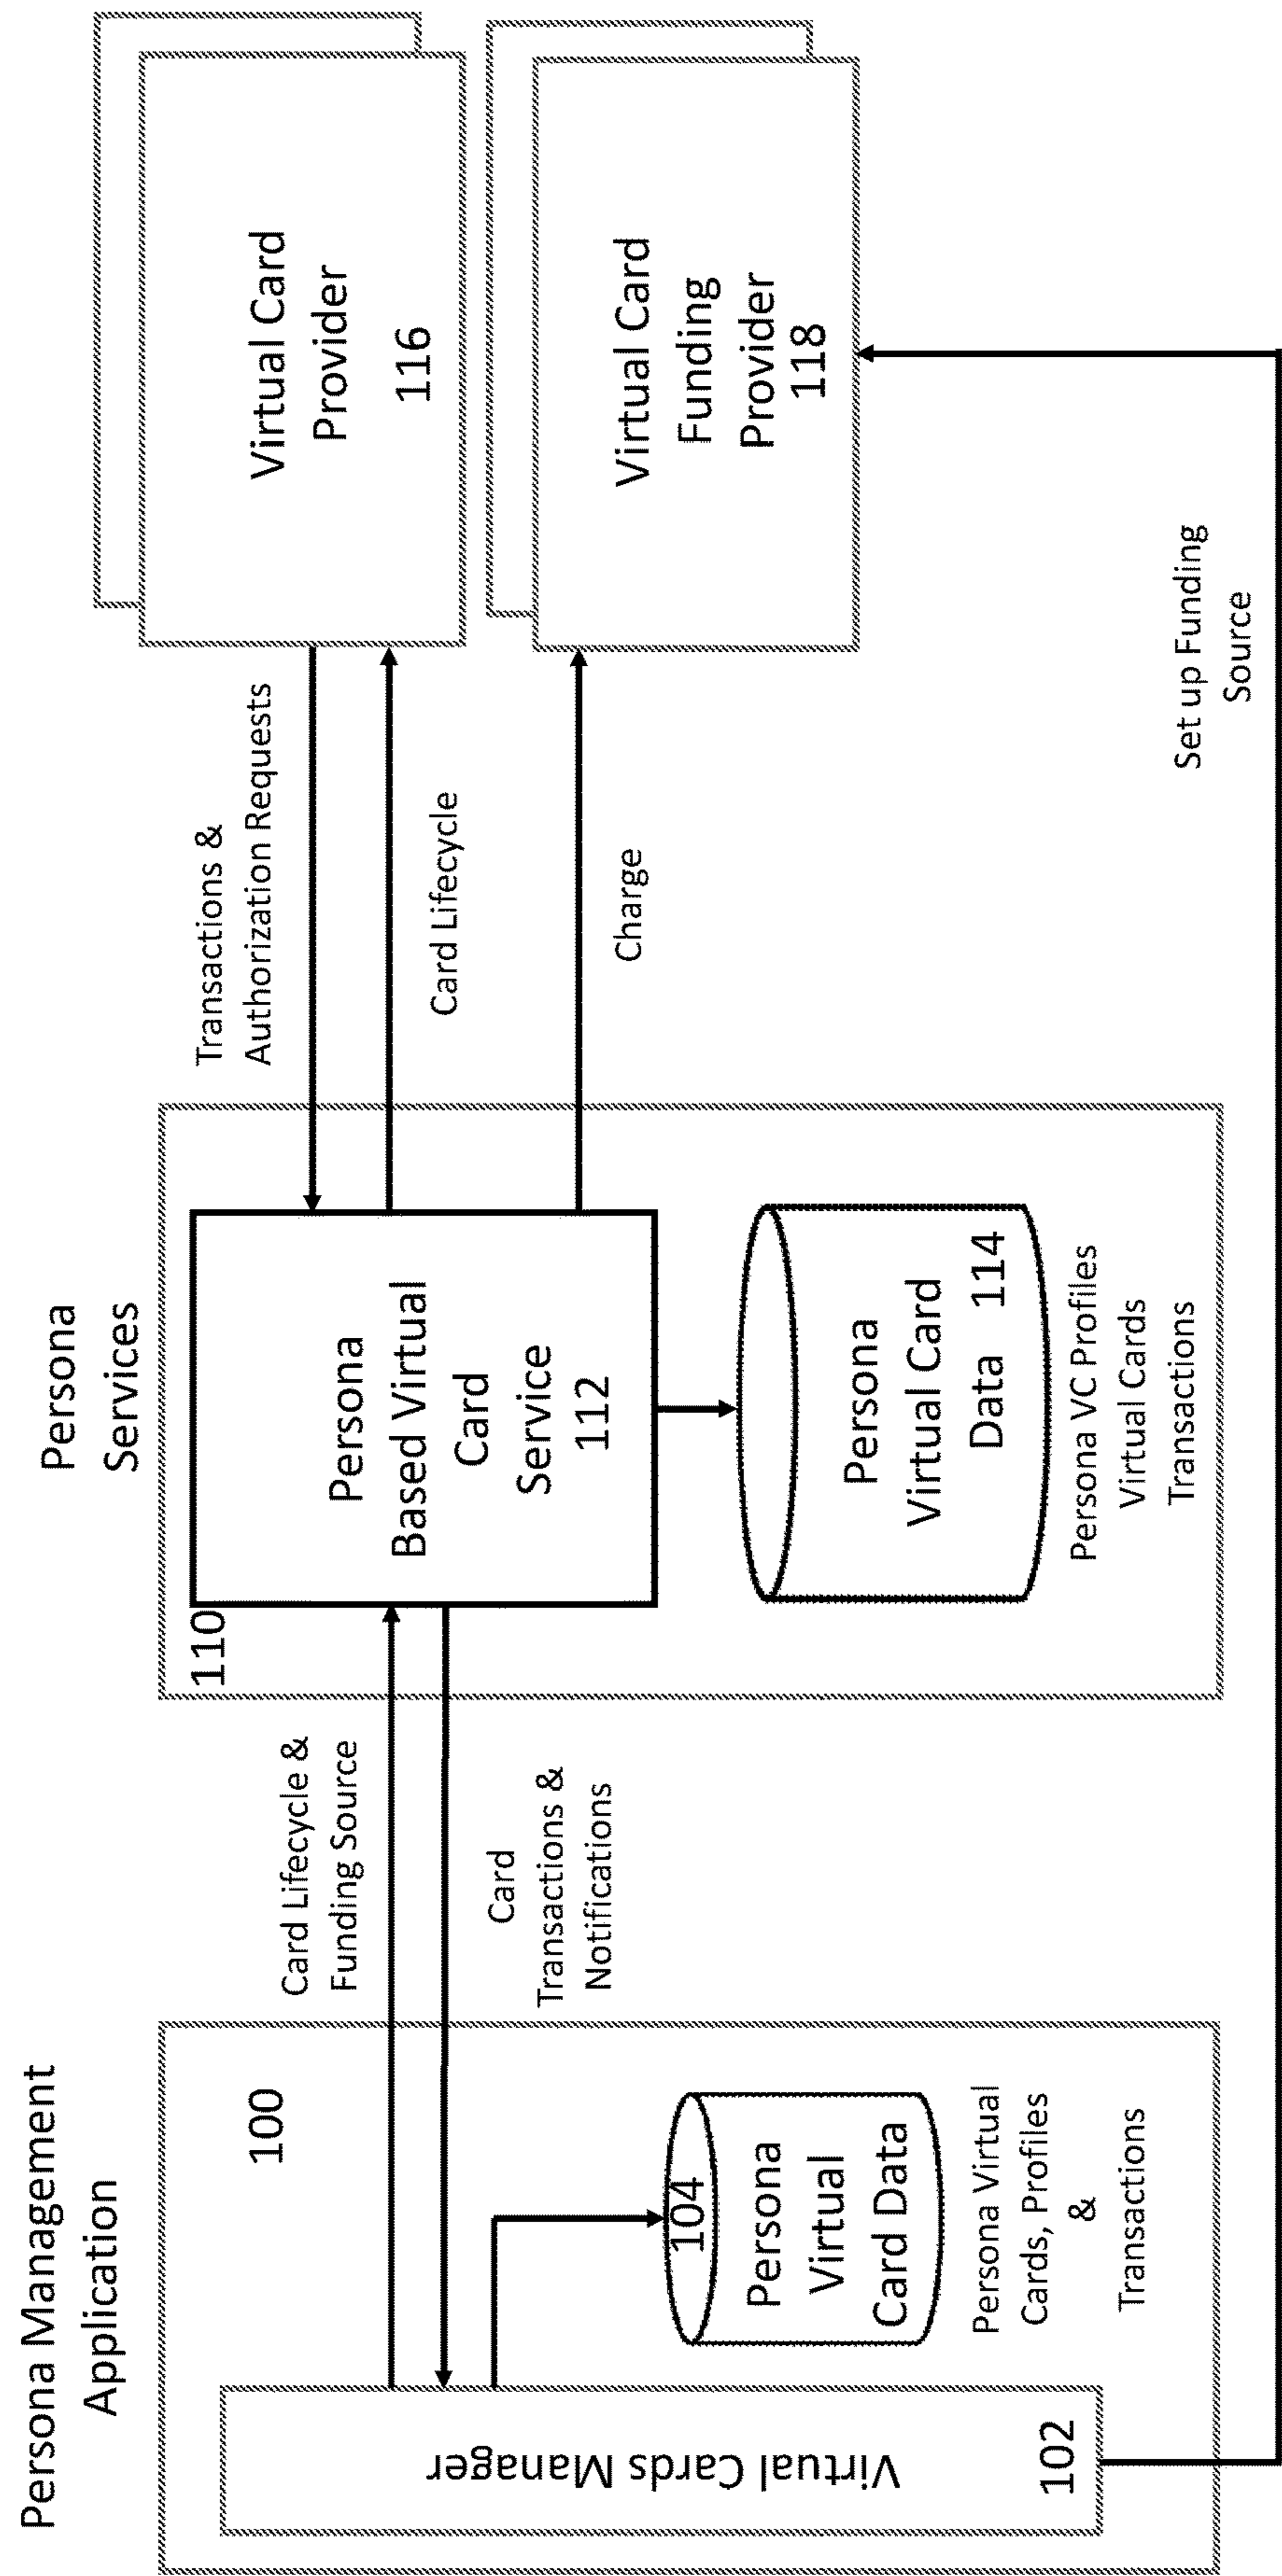 Persona Management
Application
100
Virtual Cards Manager
102
104
Persona
Virtual
Card Data
Persona Virtual
Cards, Profiles
&
Transactions
Card Lifecycle &
Funding Source
Card
Transactions &
Notifications
Persona
Services
110
Persona
Based Virtual
Card
Service
112
Persona
Virtual Card
Data 114
Persona VC Profiles
Virtual Cards
Transactions
Transactions &
Authorization Requests
Card Lifecycle
Charge
Set up Funding
Source
Virtual Card
Provider
116
Virtual Card
Funding
Provider
118